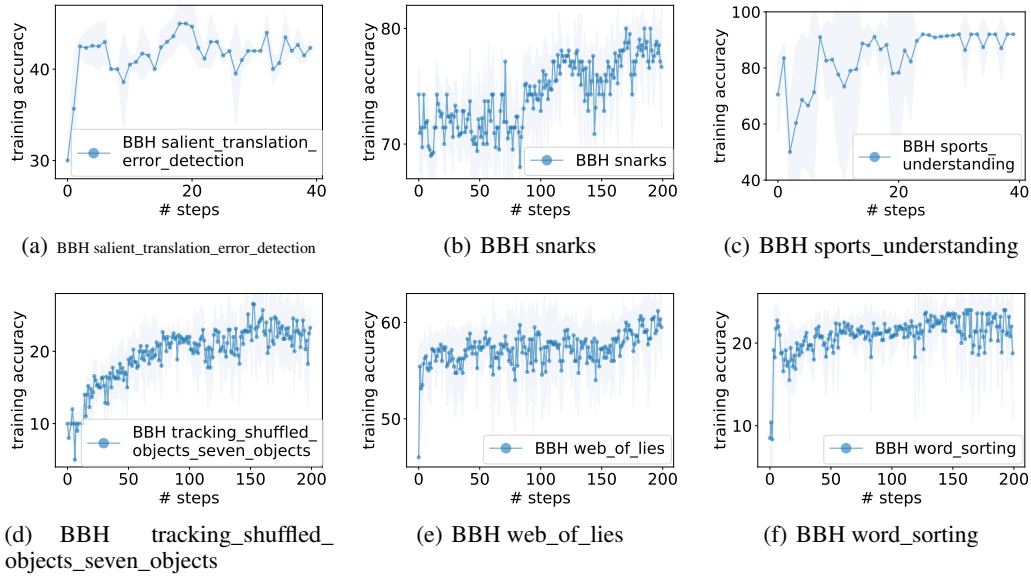 training accuracy
40
30
BBH salient_translation_
error_detection
0
20
40
# steps
(a) BBH salient_translation_error_detection
training accuracy
80
70
BBH snarks
0
50
100
150
200
# steps
(b) BBH snarks
training accuracy
100
80
60
40
BBH sports_
understanding
0
20
40
# steps
(c) BBH sports_understanding
training accuracy
20
10
BBH tracking_shuffled_
objects_seven_objects
0
50
100
150
200
# steps
(d) BBH tracking_shuffled_
objects_seven_objects
training accuracy
60
50
BBH web_of_lies
0
50
100
150
200
# steps
(e) BBH web_of_lies
training accuracy
20
10
BBH word_sorting
0
50
100
150
200
# steps
(f) BBH word_sorting